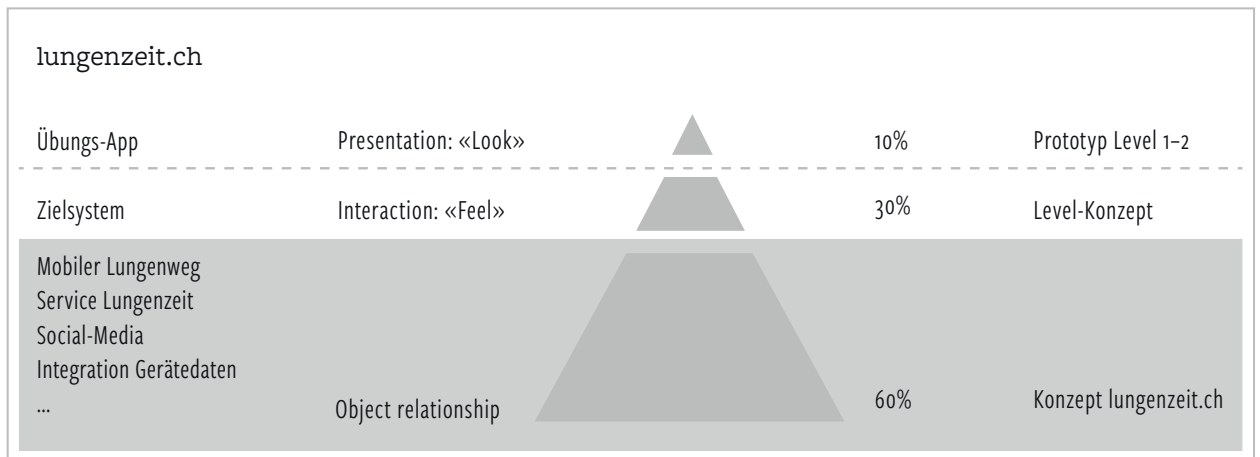 lungenzeit.ch
Übungs-App Presentation: «Look» 10% Prototyp Level 1–2
Zielsystem Interaction: «Feel» 30% Level-Konzept
Mobiler Lungenweg
Service Lungenzeit
Social-Media
Integration Gerätedaten
... Object relationship 60% Konzept lungenzeit.ch